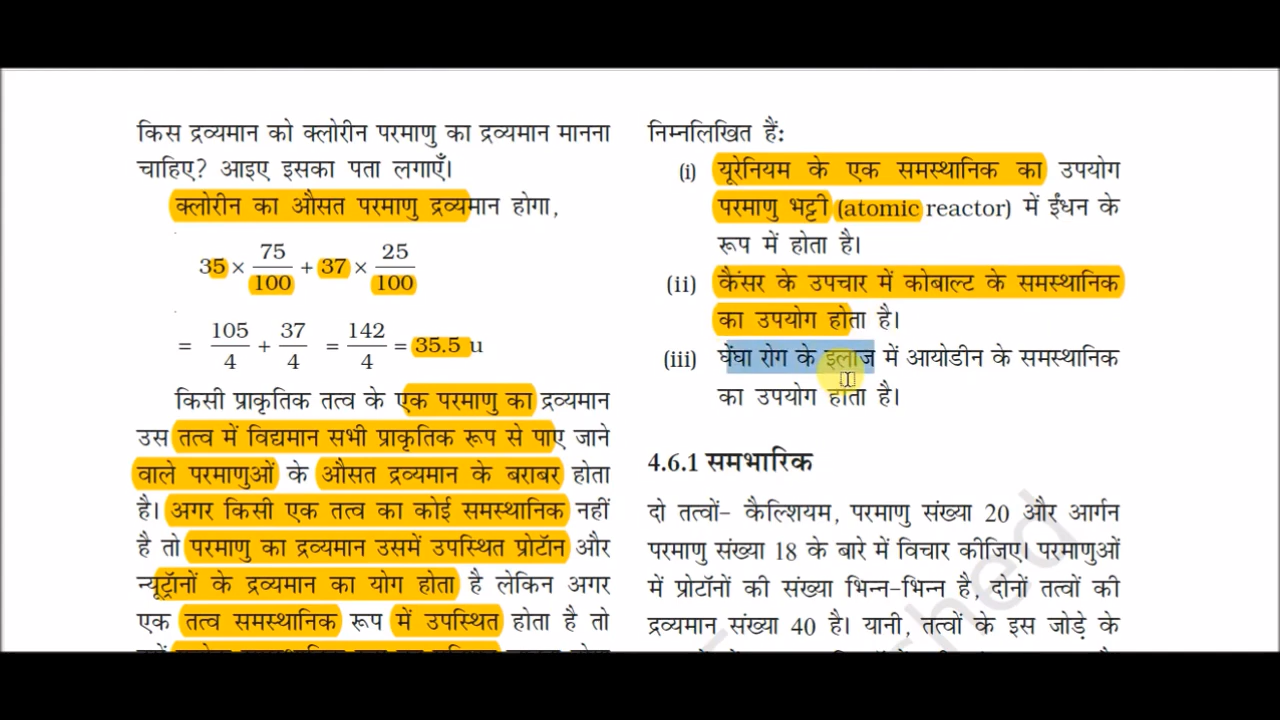 किस द्रव्यमान को क्लोरीन परमाणु का द्रव्यमान मानना
चाहिए? आइए इसका पता लगाएँ।
क्लोरीन का औसत परमाणु द्रव्यमान होगा,
35 × 75/100 + 37 × 25/100
= 105/4 + 37/4 = 142/4 = 35.5 u
किसी प्राकृतिक तत्व के एक परमाणु का द्रव्यमान
उस तत्व में विद्यमान सभी प्राकृतिक रूप से पाए जाने
वाले परमाणुओं के औसत द्रव्यमान के बराबर होता
है। अगर किसी एक तत्व का कोई समस्थानिक नहीं
है तो परमाणु का द्रव्यमान उसमें उपस्थित प्रोटॉन और
न्यूट्रॉनों के द्रव्यमान का योग होता है लेकिन अगर
एक तत्व समस्थानिक रूप में उपस्थित होता है तो
निम्नलिखित हैं:
(i) यूरेनियम के एक समस्थानिक का उपयोग
परमाणु भट्टी (atomic reactor) में ईंधन के
रूप में होता है।
(ii) कैंसर के उपचार में कोबाल्ट के समस्थानिक
का उपयोग होता है।
(iii) घेंघा रोग के इलाज में आयोडीन के समस्थानिक
का उपयोग होता है।
4.6.1 समभारिक
दो तत्वों- कैल्शियम, परमाणु संख्या 20 और आर्गन
परमाणु संख्या 18 के बारे में विचार कीजिए। परमाणुओं
में प्रोटॉनों की संख्या भिन्न-भिन्न है, दोनों तत्वों की
द्रव्यमान संख्या 40 है। यानी, तत्वों के इस जोड़े के